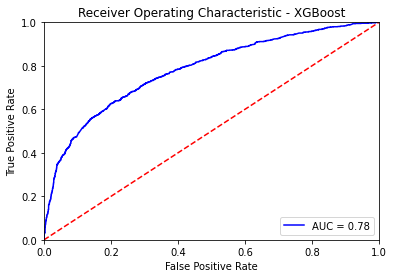 Receiver Operating Characteristic - XGBoost
1.0
0.8
0.6
0.4
0.2
0.0
True Positive Rate
AUC = 0.78
0.0 0.2 0.4 0.6 0.8 1.0
False Positive Rate